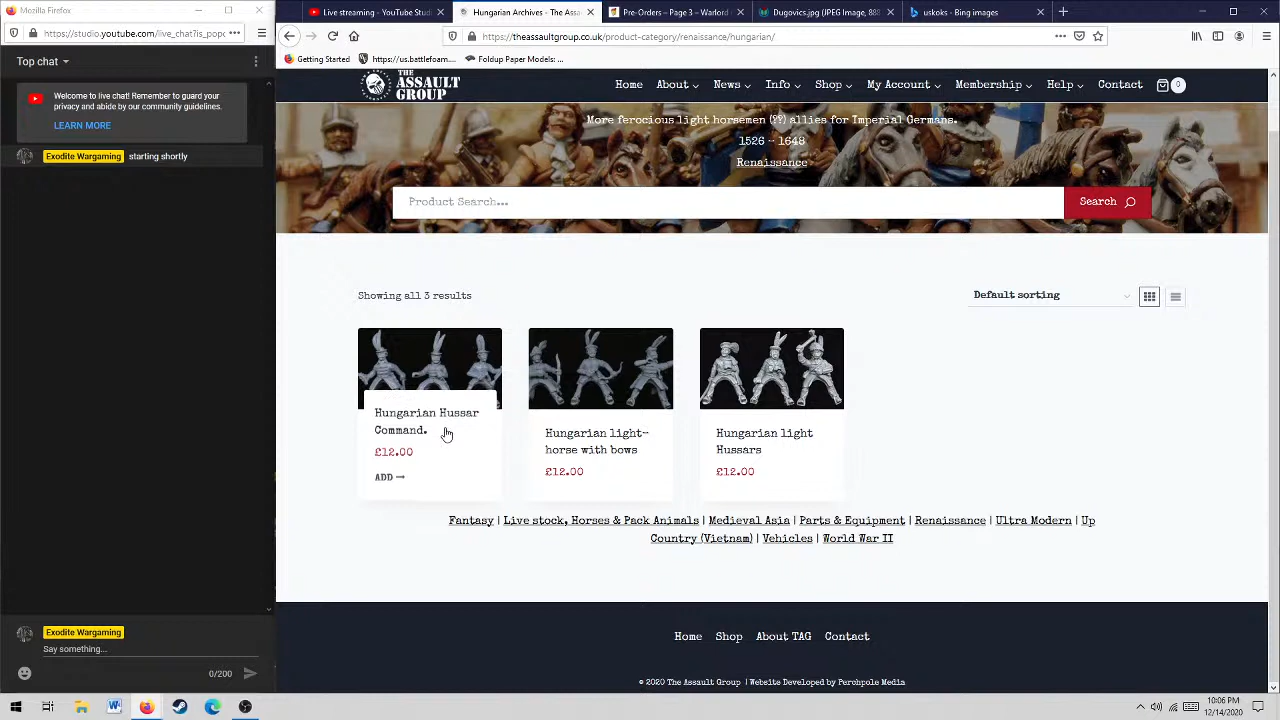 Mozilla Firefox
https://studio.youtube.com/live_chat?is_pop
Top chat
Welcome to live chat! Remember to guard your
privacy and abide by our community guidelines.
LEARN MORE
Exodite Wargaming starting shortly
Exodite Wargaming
Say something...
0/200
Live streaming - YouTube Studio
Hungarian Archives - The Assa
Pre-Orders – Page 3 – Warlord
Dugovics.jpg (JPEG Image, 888
uskoks - Bing images
https://theassaultgroup.co.uk/product-category/renaissance/hungarian/
Getting Started
https://us.battlefoam....
Foldup Paper Models: ...
THE
ASSAULT
GROUP
Home About News Info Shop My Account Membership Help Contact 0
More ferocious light horsemen (??) allies for Imperial Germans.
1526 – 1648
Renaissance
Product Search...
Search
Showing all 3 results
Default sorting
Hungarian Hussar
Command.
£12.00
ADD
Hungarian light-
horse with bows
£12.00
Hungarian light
Hussars
£12.00
Fantasy | Live stock, Horses & Pack Animals | Medieval Asia | Parts & Equipment | Renaissance | Ultra Modern | Up
Country (Vietnam) | Vehicles | World War II
Home Shop About TAG Contact
© 2020 The Assault Group | Website Developed by Perchpole Media
10:06 PM
12/14/2020